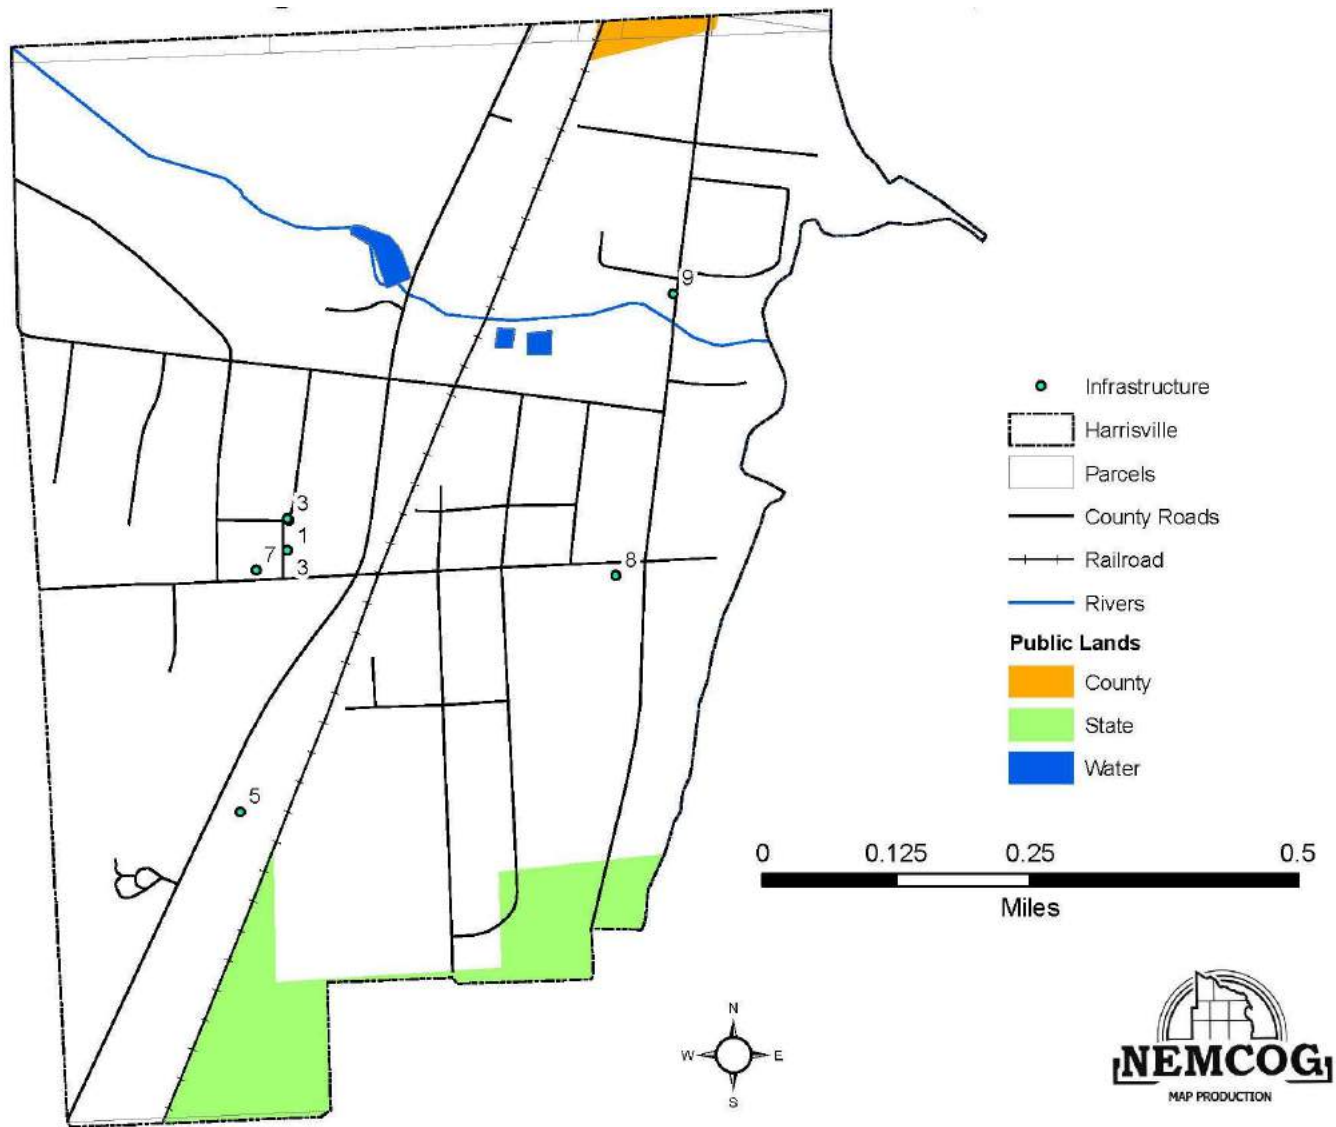 9
3
1
7
3
8
5
Infrastructure
Harrisville
Parcels
County Roads
Railroad
Rivers
Public Lands
County
State
Water
0 0.125 0.25 0.5
Miles
N
W E
S
NEMCOG
MAP PRODUCTION